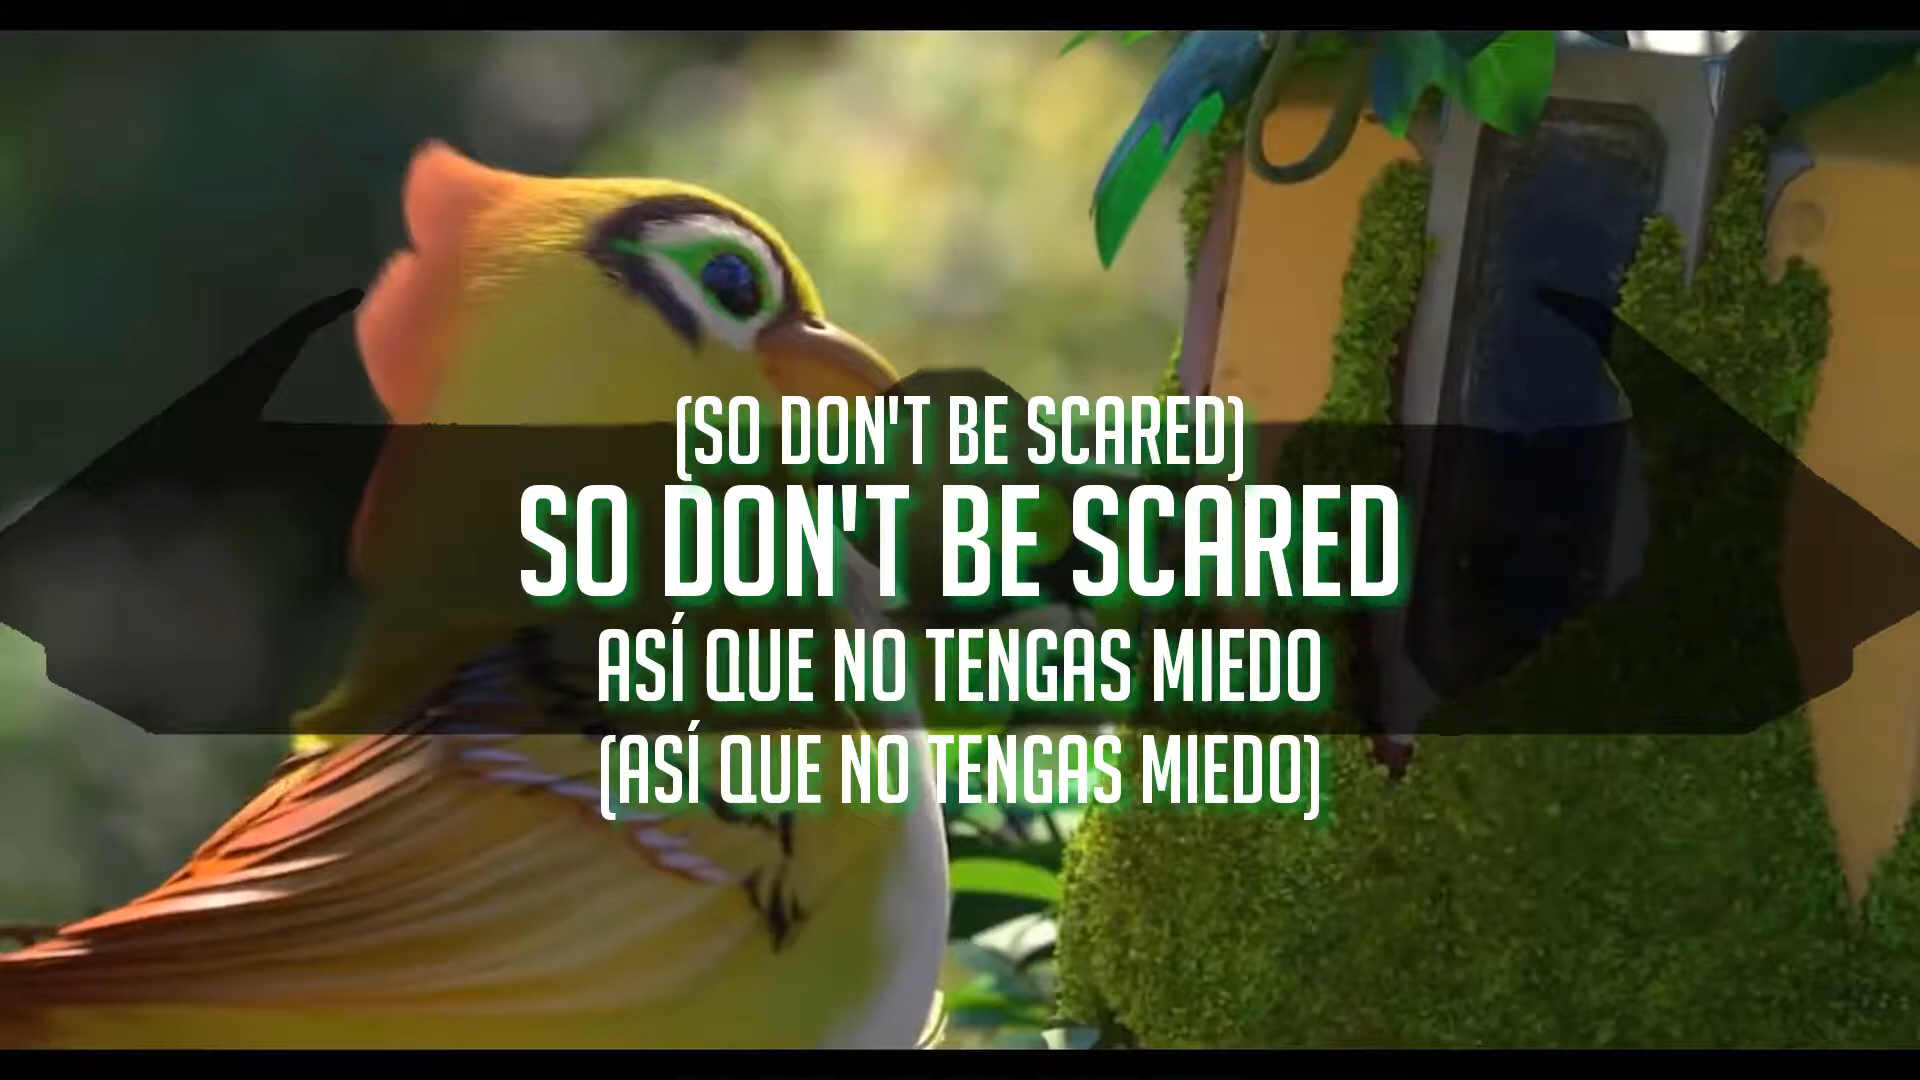 (SO DON'T BE SCARED)
SO DON'T BE SCARED
ASÍ QUE NO TENGAS MIEDO
(ASÍ QUE NO TENGAS MIEDO)